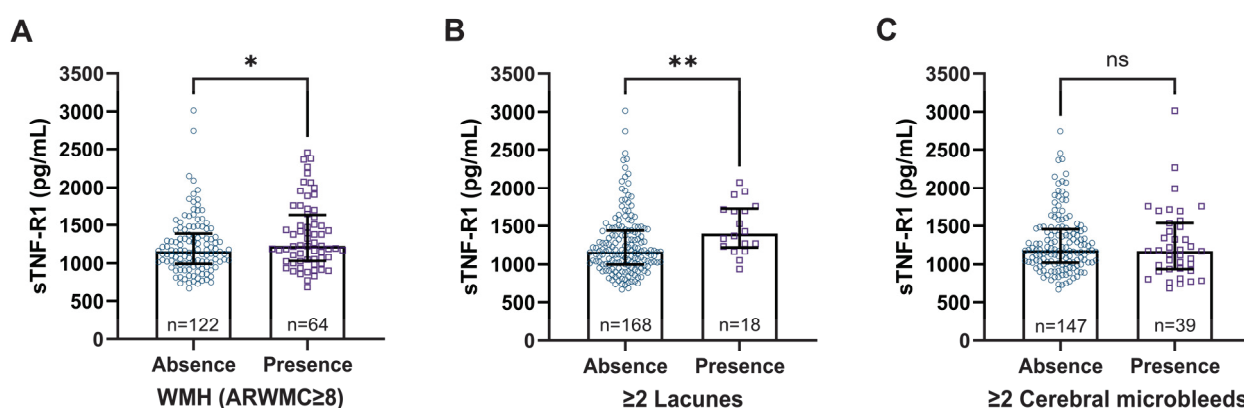 A
B
C
*
**
ns
sTNF-R1 (pg/mL)
3500
3000
2500
2000
1500
1000
500
0
n=122
n=64
Absence
Presence
WMH (ARWMC≥8)
sTNF-R1 (pg/mL)
3500
3000
2500
2000
1500
1000
500
0
n=168
n=18
Absence
Presence
≥2 Lacunes
sTNF-R1 (pg/mL)
3500
3000
2500
2000
1500
1000
500
0
n=147
n=39
Absence
Presence
≥2 Cerebral microbleeds